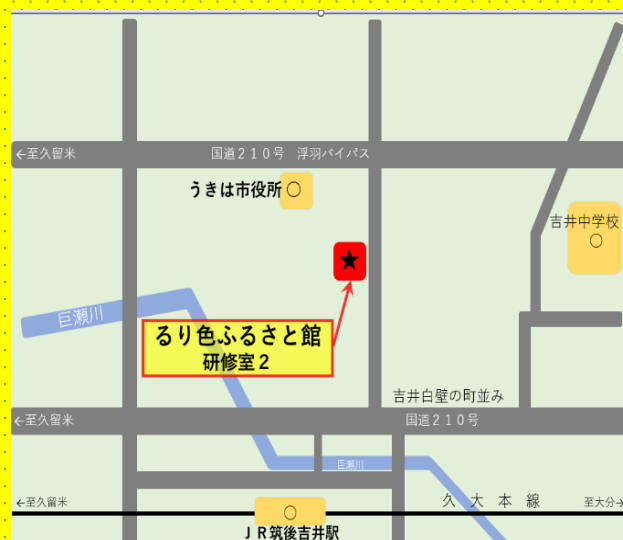 ←至久留米
国道210号 浮羽バイパス
うきは市役所○
吉井中学校
○
★
巨瀬川
るり色ふるさと館
研修室2
吉井白壁の町並み
←至久留米
国道210号
巨瀬川
←至久留米
久大本線
至大分→
○
JR筑後吉井駅